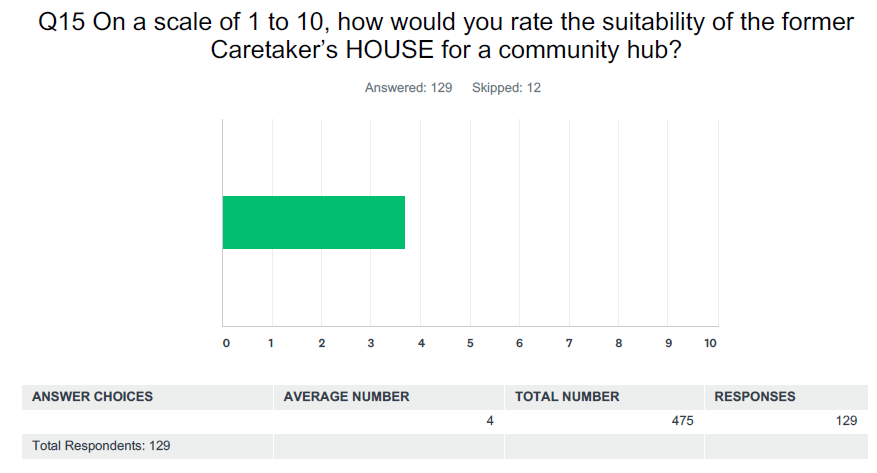 Q15 On a scale of 1 to 10, how would you rate the suitability of the former
Caretaker’s HOUSE for a community hub?
Answered: 129 Skipped: 12
0 1 2 3 4 5 6 7 8 9 10
ANSWER CHOICES AVERAGE NUMBER TOTAL NUMBER RESPONSES
4 475 129
Total Respondents: 129